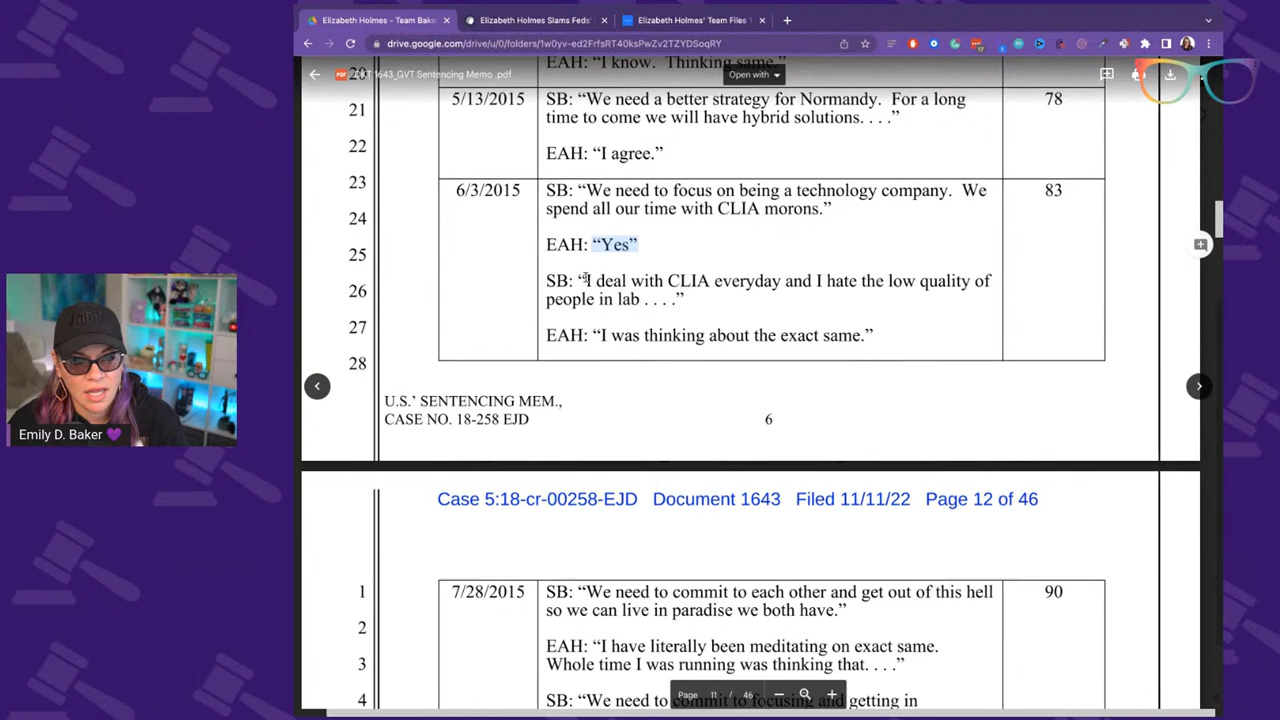 Elizabeth Holmes - Team Bake
Elizabeth Holmes Slams Feds'
Elizabeth Holmes' Team Files
drive.google.com/drive/u/0/folders/1w0yv-ed2FrfsRT40ksPwZv2TZYDSoqRY
20
EAH: “I know. Thinking same.”
1643_GVT Sentencing Memo .pdf
Open with
21
5/13/2015
SB: “We need a better strategy for Normandy. For a long
time to come we will have hybrid solutions. . . .”
78
22
EAH: “I agree.”
23
6/3/2015
SB: “We need to focus on being a technology company. We
spend all our time with CLIA morons.”
83
24
EAH: “Yes”
25
SB: “I deal with CLIA everyday and I hate the low quality of
people in lab . . . .”
26
27
EAH: “I was thinking about the exact same.”
28
U.S.’ SENTENCING MEM.,
CASE NO. 18-258 EJD
6
Emily D. Baker 💜
Case 5:18-cr-00258-EJD Document 1643 Filed 11/11/22 Page 12 of 46
1
7/28/2015
SB: “We need to commit to each other and get out of this hell
so we can live in paradise we both have.”
90
2
EAH: “I have literally been meditating on exact same.
3
Whole time I was running was thinking that. . . .”
4
SB: “We need to commit to focusing and getting in
Page 11 / 46